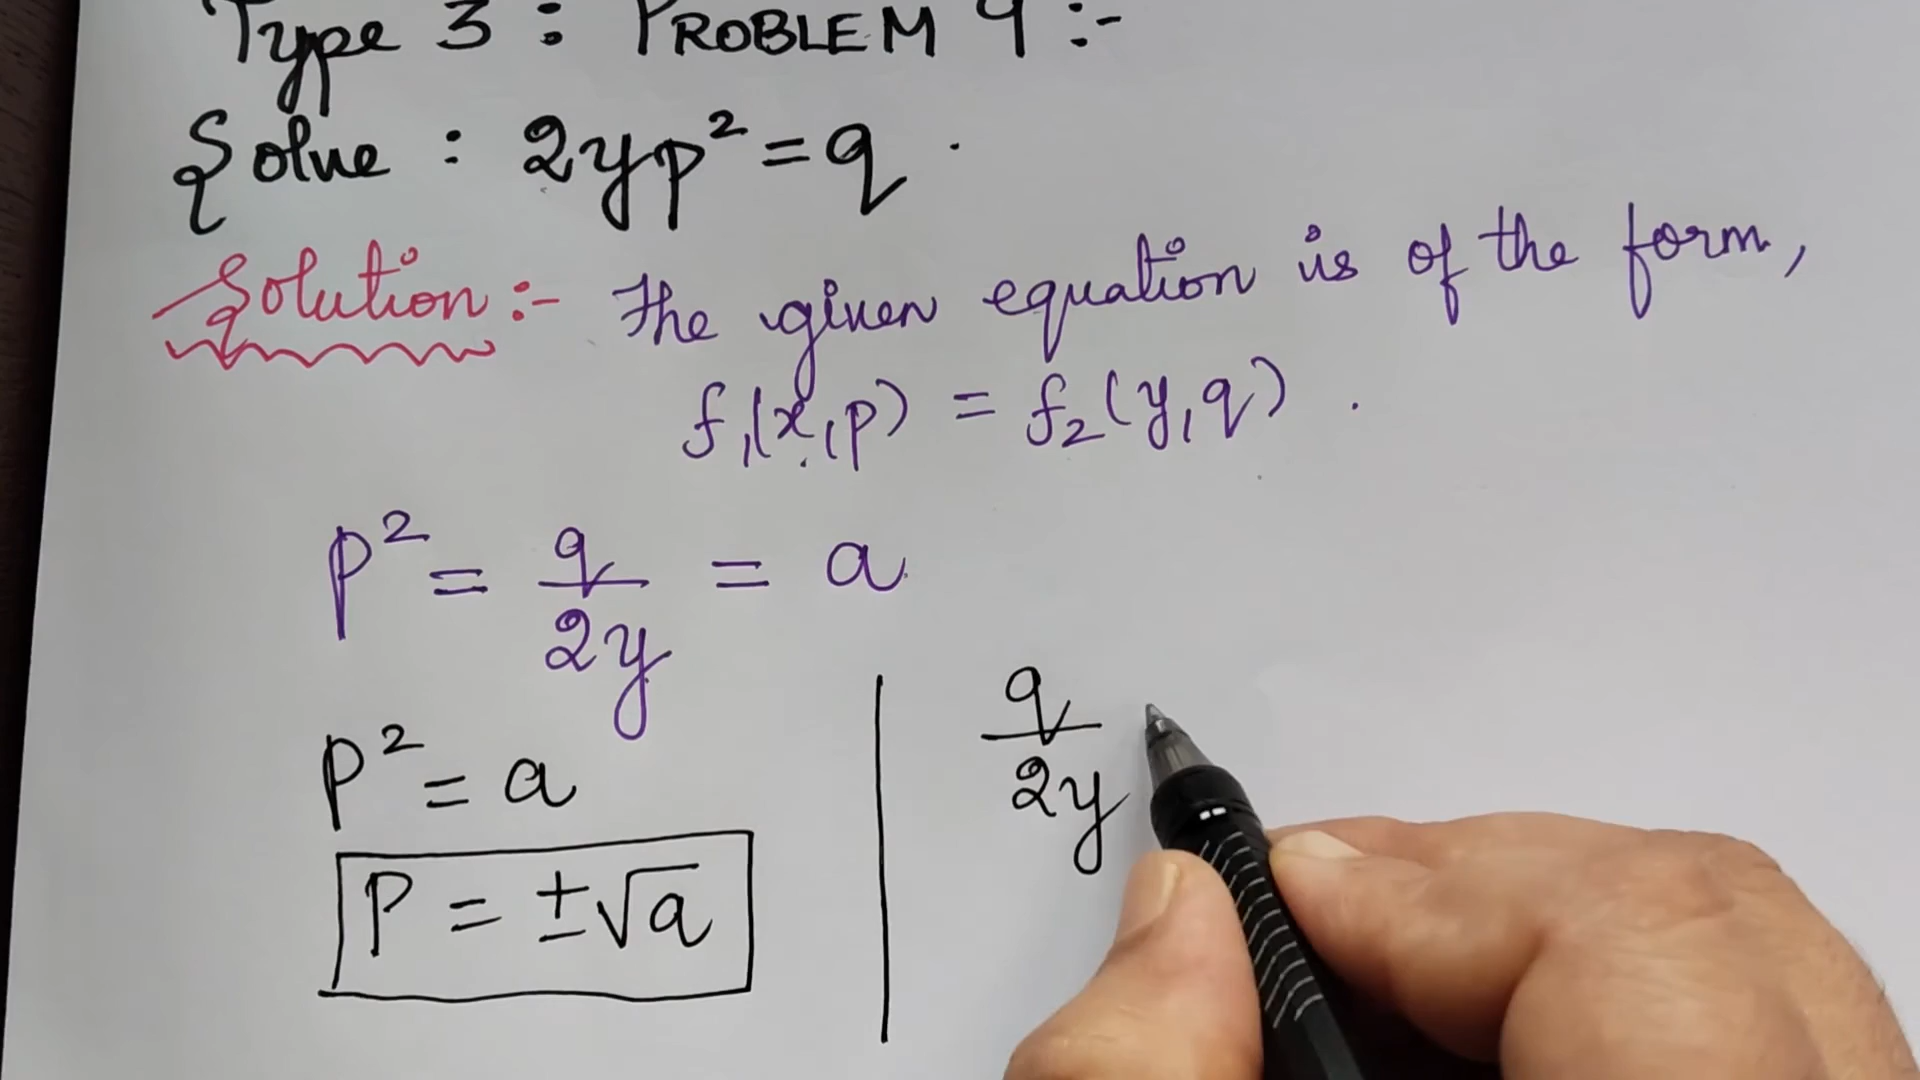 Type 3 : PROBLEM 9 :-
Solve : 2yp² = q .
Solution :- The given equation is of the form,
f₁(x,p) = f₂(y,q) .
p² = q/2y = a
p² = a
P = ±√a
q/2y